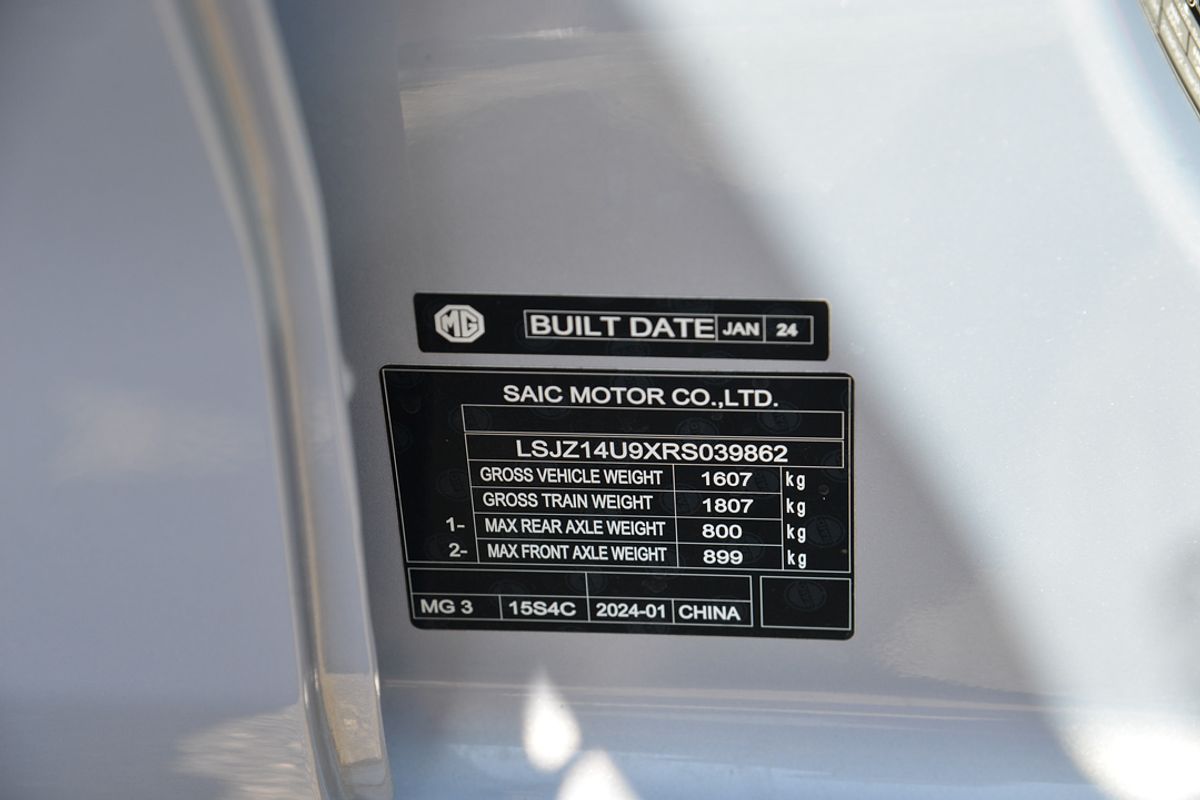 MG BUILT DATE JAN 24
SAIC MOTOR CO.,LTD.
LSJZ14U9XRS039862
GROSS VEHICLE WEIGHT 1607 kg
GROSS TRAIN WEIGHT 1807 kg
1- MAX REAR AXLE WEIGHT 800 kg
2- MAX FRONT AXLE WEIGHT 899 kg
MG 3 15S4C 2024-01 CHINA